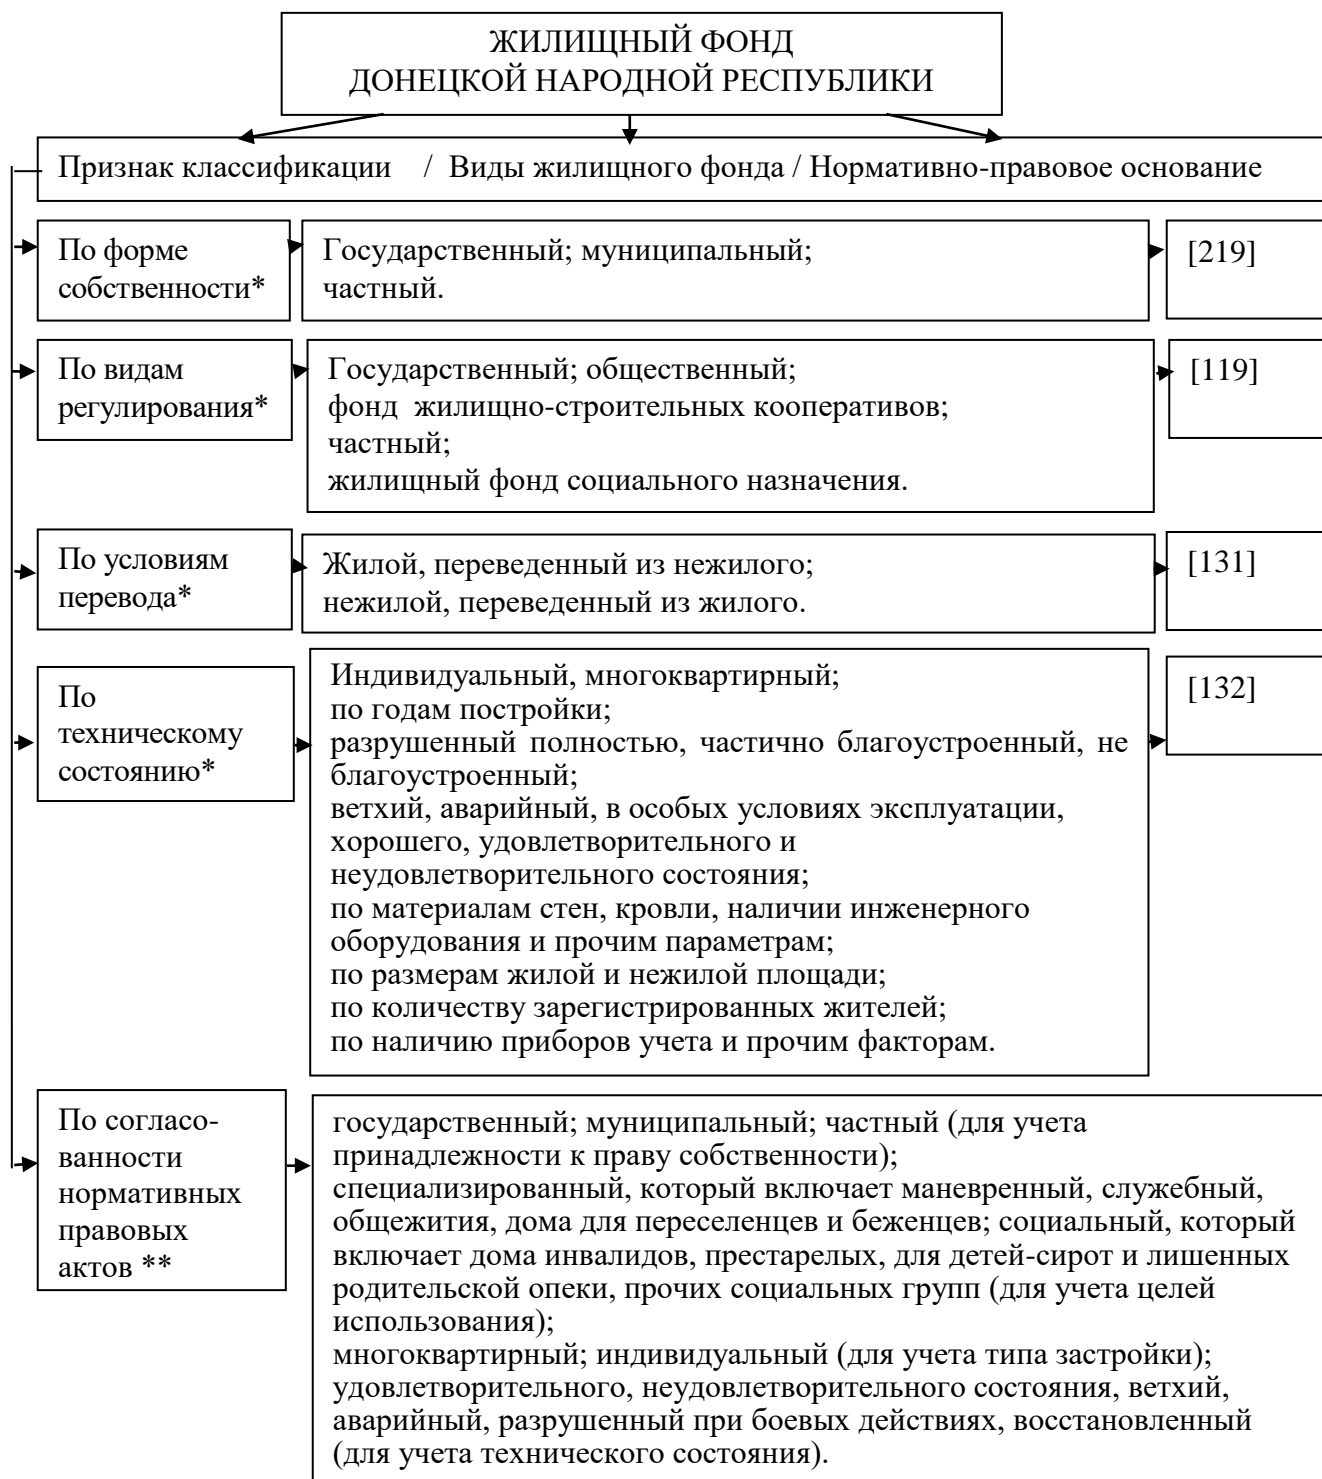 ЖИЛИЩНЫЙ ФОНД
ДОНЕЦКОЙ НАРОДНОЙ РЕСПУБЛИКИ
Признак классификации / Виды жилищного фонда / Нормативно-правовое основание
По форме
собственности*
Государственный; муниципальный;
частный.
[219]
По видам
регулирования*
Государственный; общественный;
фонд жилищно-строительных кооперативов;
частный;
жилищный фонд социального назначения.
[119]
По условиям
перевода*
Жилой, переведенный из нежилого;
нежилой, переведенный из жилого.
[131]
По
техническому
состоянию*
Индивидуальный, многоквартирный;
по годам постройки;
разрушенный полностью, частично благоустроенный, не
благоустроенный;
ветхий, аварийный, в особых условиях эксплуатации,
хорошего, удовлетворительного и
неудовлетворительного состояния;
по материалам стен, кровли, наличии инженерного
оборудования и прочим параметрам;
по размерам жилой и нежилой площади;
по количеству зарегистрированных жителей;
по наличию приборов учета и прочим факторам.
[132]
По согласо-
ванности
нормативных
правовых
актов **
государственный; муниципальный; частный (для учета
принадлежности к праву собственности);
специализированный, который включает маневренный, служебный,
общежития, дома для переселенцев и беженцев; социальный, который
включает дома инвалидов, престарелых, для детей-сирот и лишенных
родительской опеки, прочих социальных групп (для учета целей
использования);
многоквартирный; индивидуальный (для учета типа застройки);
удовлетворительного, неудовлетворительного состояния, ветхий,
аварийный, разрушенный при боевых действиях, восстановленный
(для учета технического состояния).